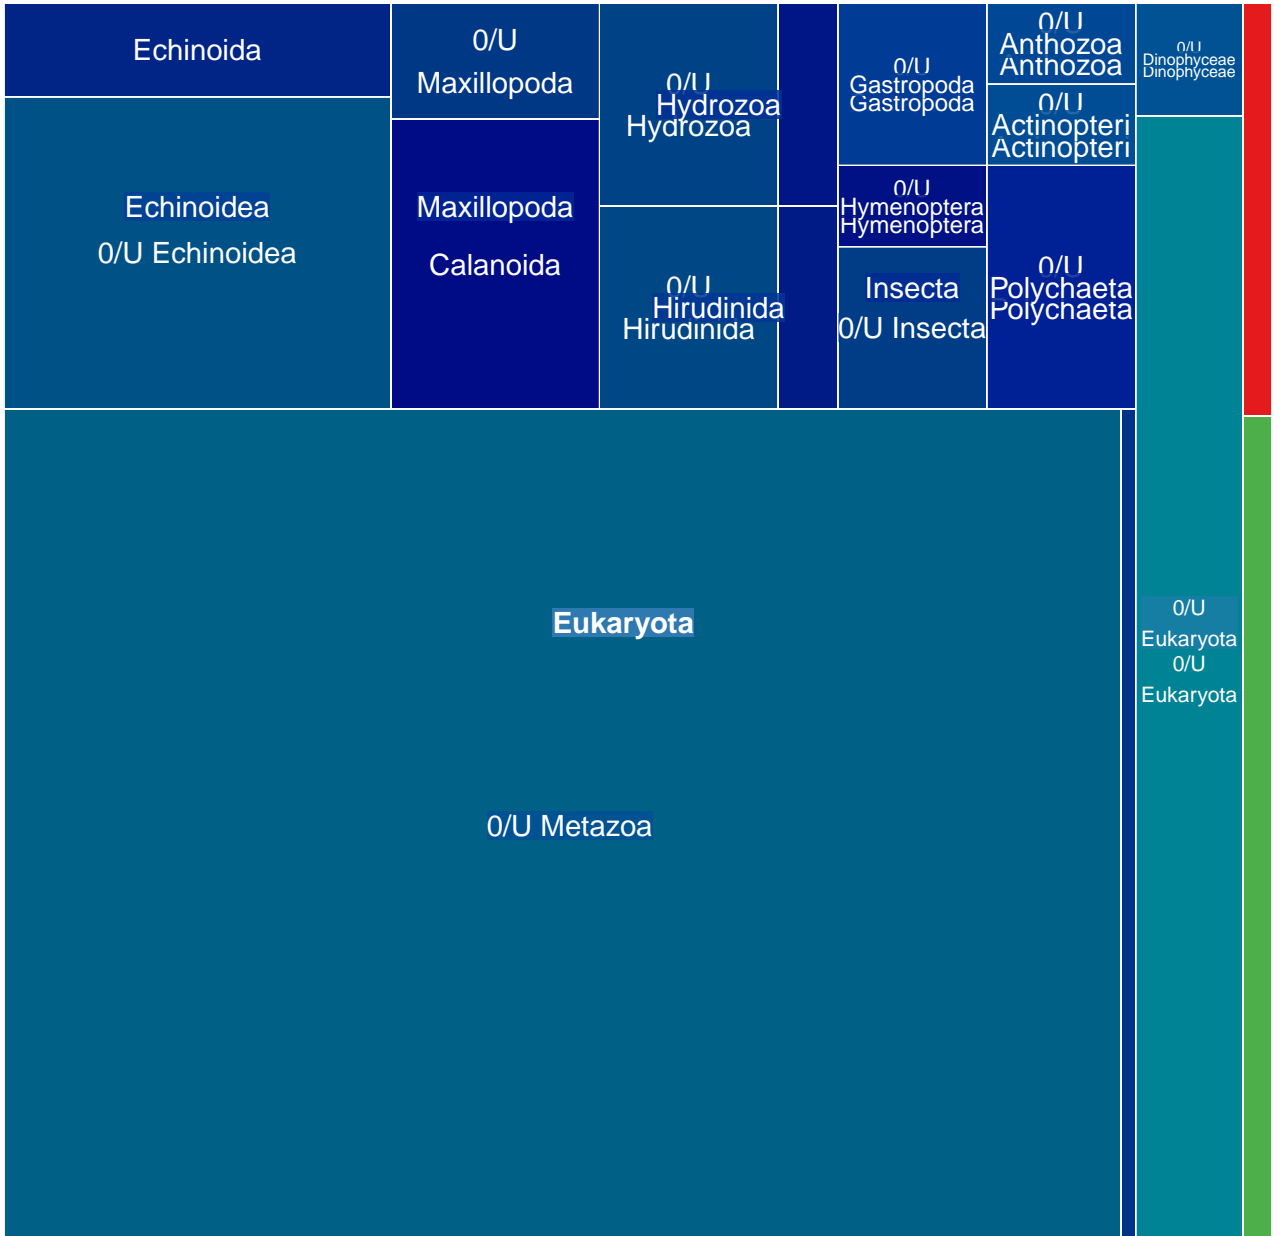 Echinoida
Echinoidea
0/U Echinoidea
0/U
Maxillopoda
Maxillopoda
Calanoida
0/U
Hydrozoa
Hydrozoa
0/U
Hirudinida
Hirudinida
0/U
Gastropoda
Gastropoda
0/U
Hymenoptera
Hymenoptera
Insecta
0/U Insecta
0/U
Anthozoa
Anthozoa
0/U
Actinopteri
Actinopteri
0/U
Polychaeta
Polychaeta
0/U
Dinophyceae
Dinophyceae
Eukaryota
0/U Metazoa
0/U
Eukaryota
0/U
Eukaryota